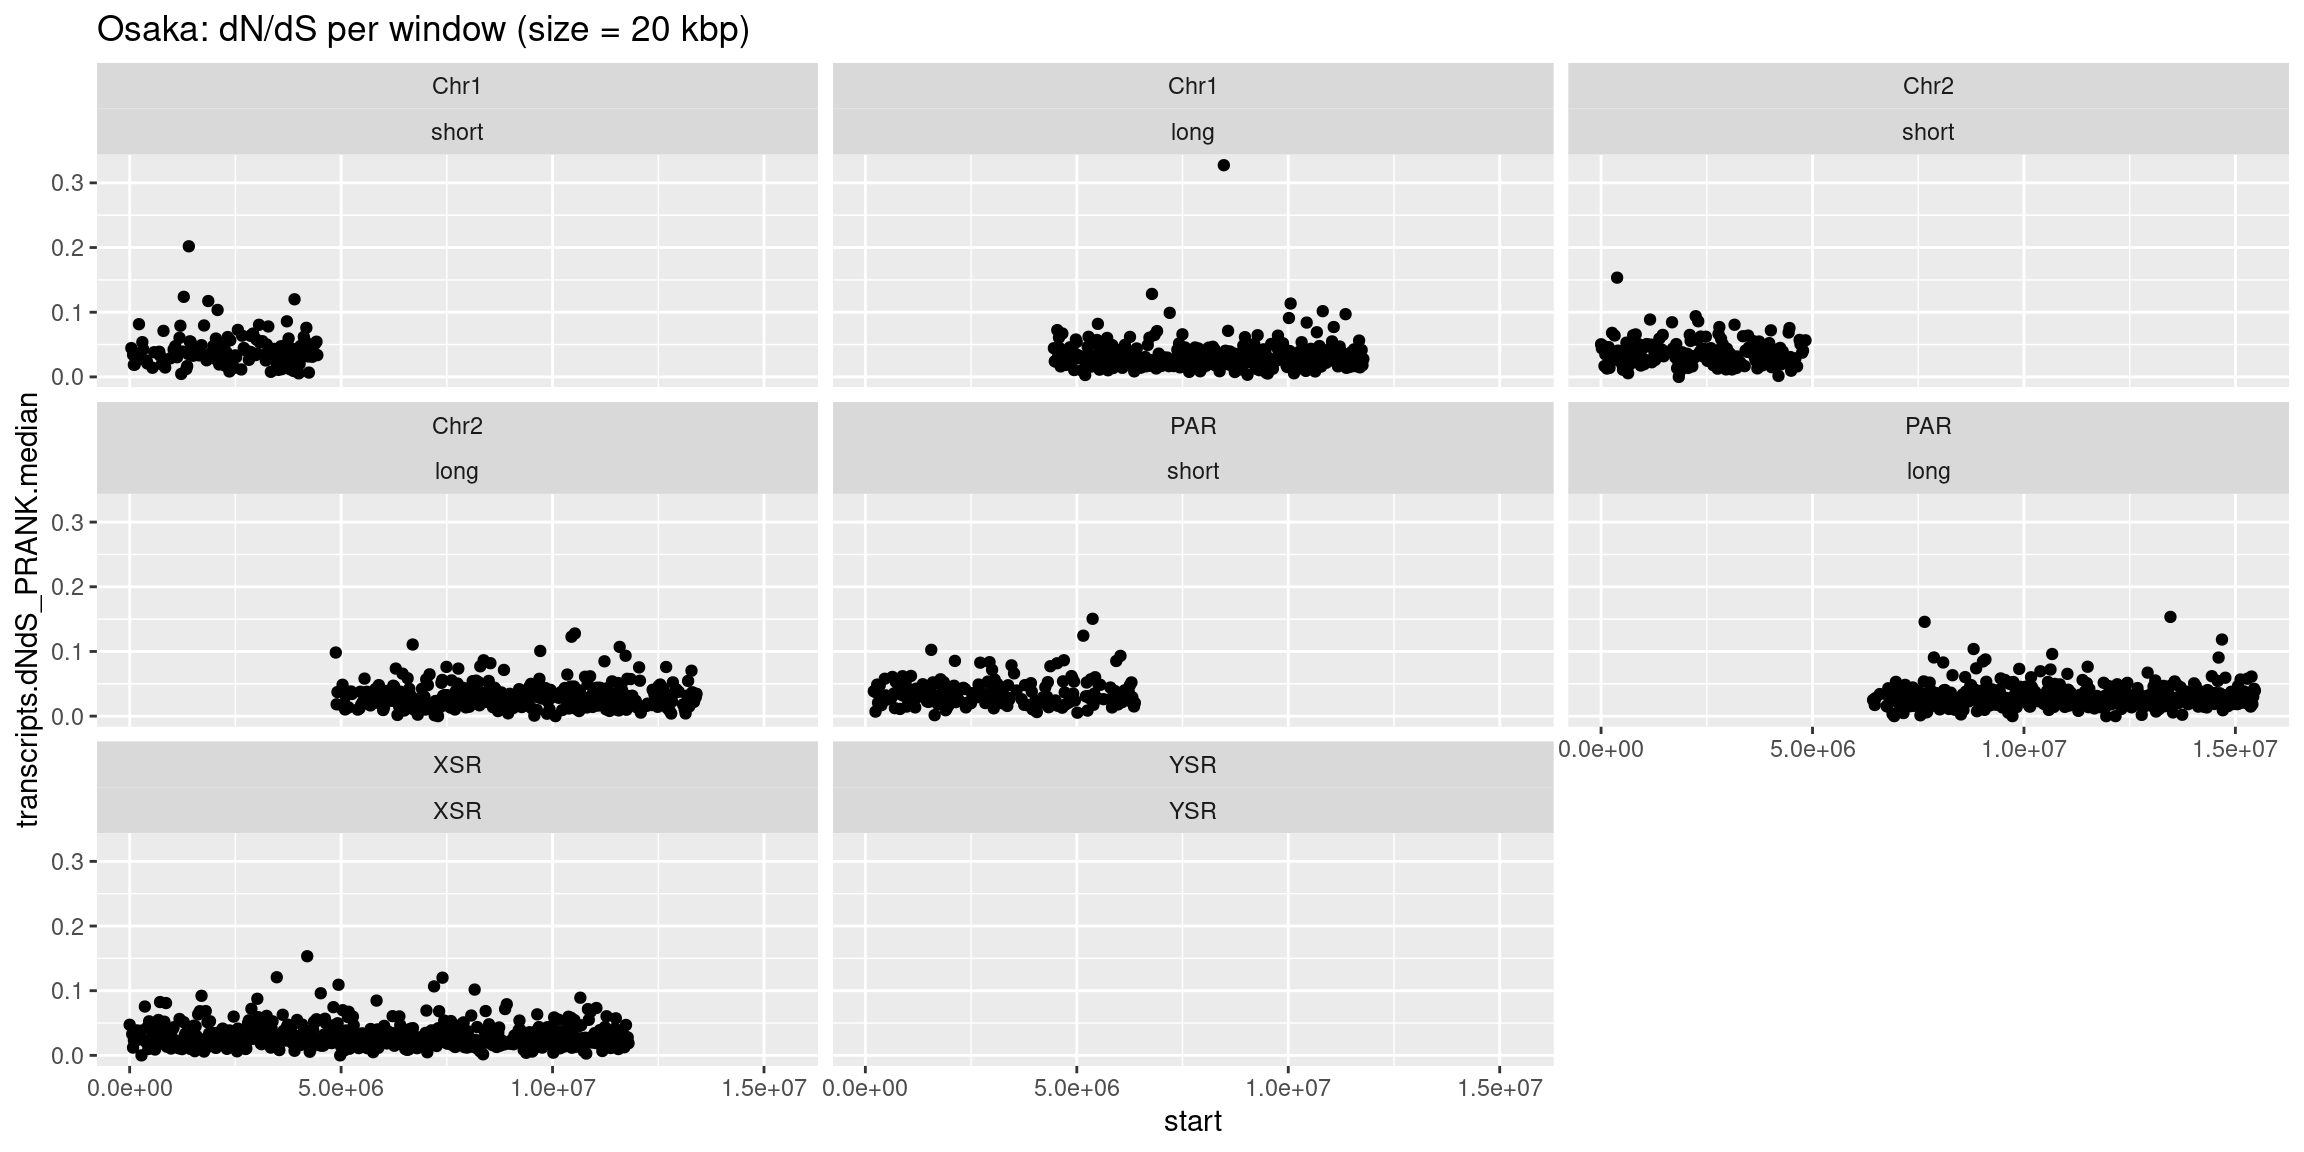 Osaka: dN/dS per window (size = 20 kbp)
Chr1
short
Chr1
long
Chr2
short
0.3
0.2
0.1
0.0
Chr2
long
PAR
short
PAR
long
0.3
0.2
0.1
0.0
0.0e+00 5.0e+06 1.0e+07 1.5e+07
XSR
XSR
YSR
YSR
0.3
0.2
0.1
0.0
0.0e+00 5.0e+06 1.0e+07 1.5e+07
0.0e+00 5.0e+06 1.0e+07 1.5e+07
start
transcripts.dNdS_PRANK.median